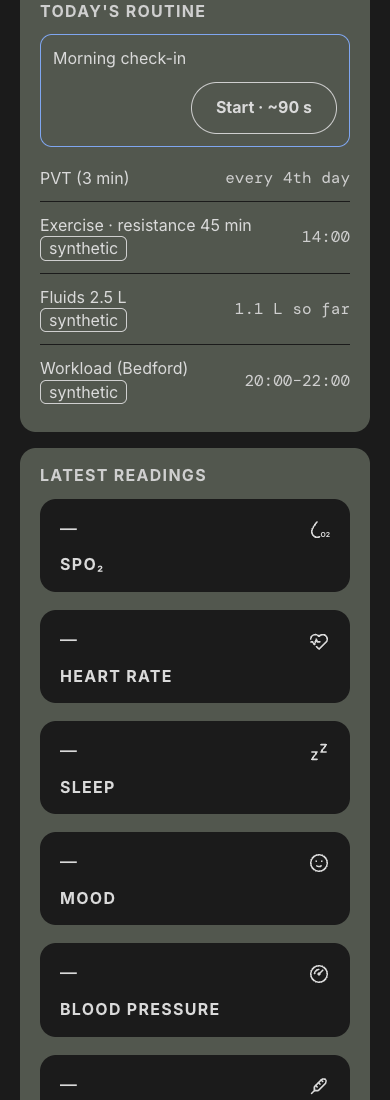 TODAY'S ROUTINE
Morning check-in
Start · ~90 s
PVT (3 min)
every 4th day
Exercise · resistance 45 min
synthetic
14:00
Fluids 2.5 L
synthetic
1.1 L so far
Workload (Bedford)
synthetic
20:00–22:00
LATEST READINGS
—
O2
SPO₂
—
HEART RATE
—
zZ
SLEEP
—
MOOD
—
BLOOD PRESSURE
—